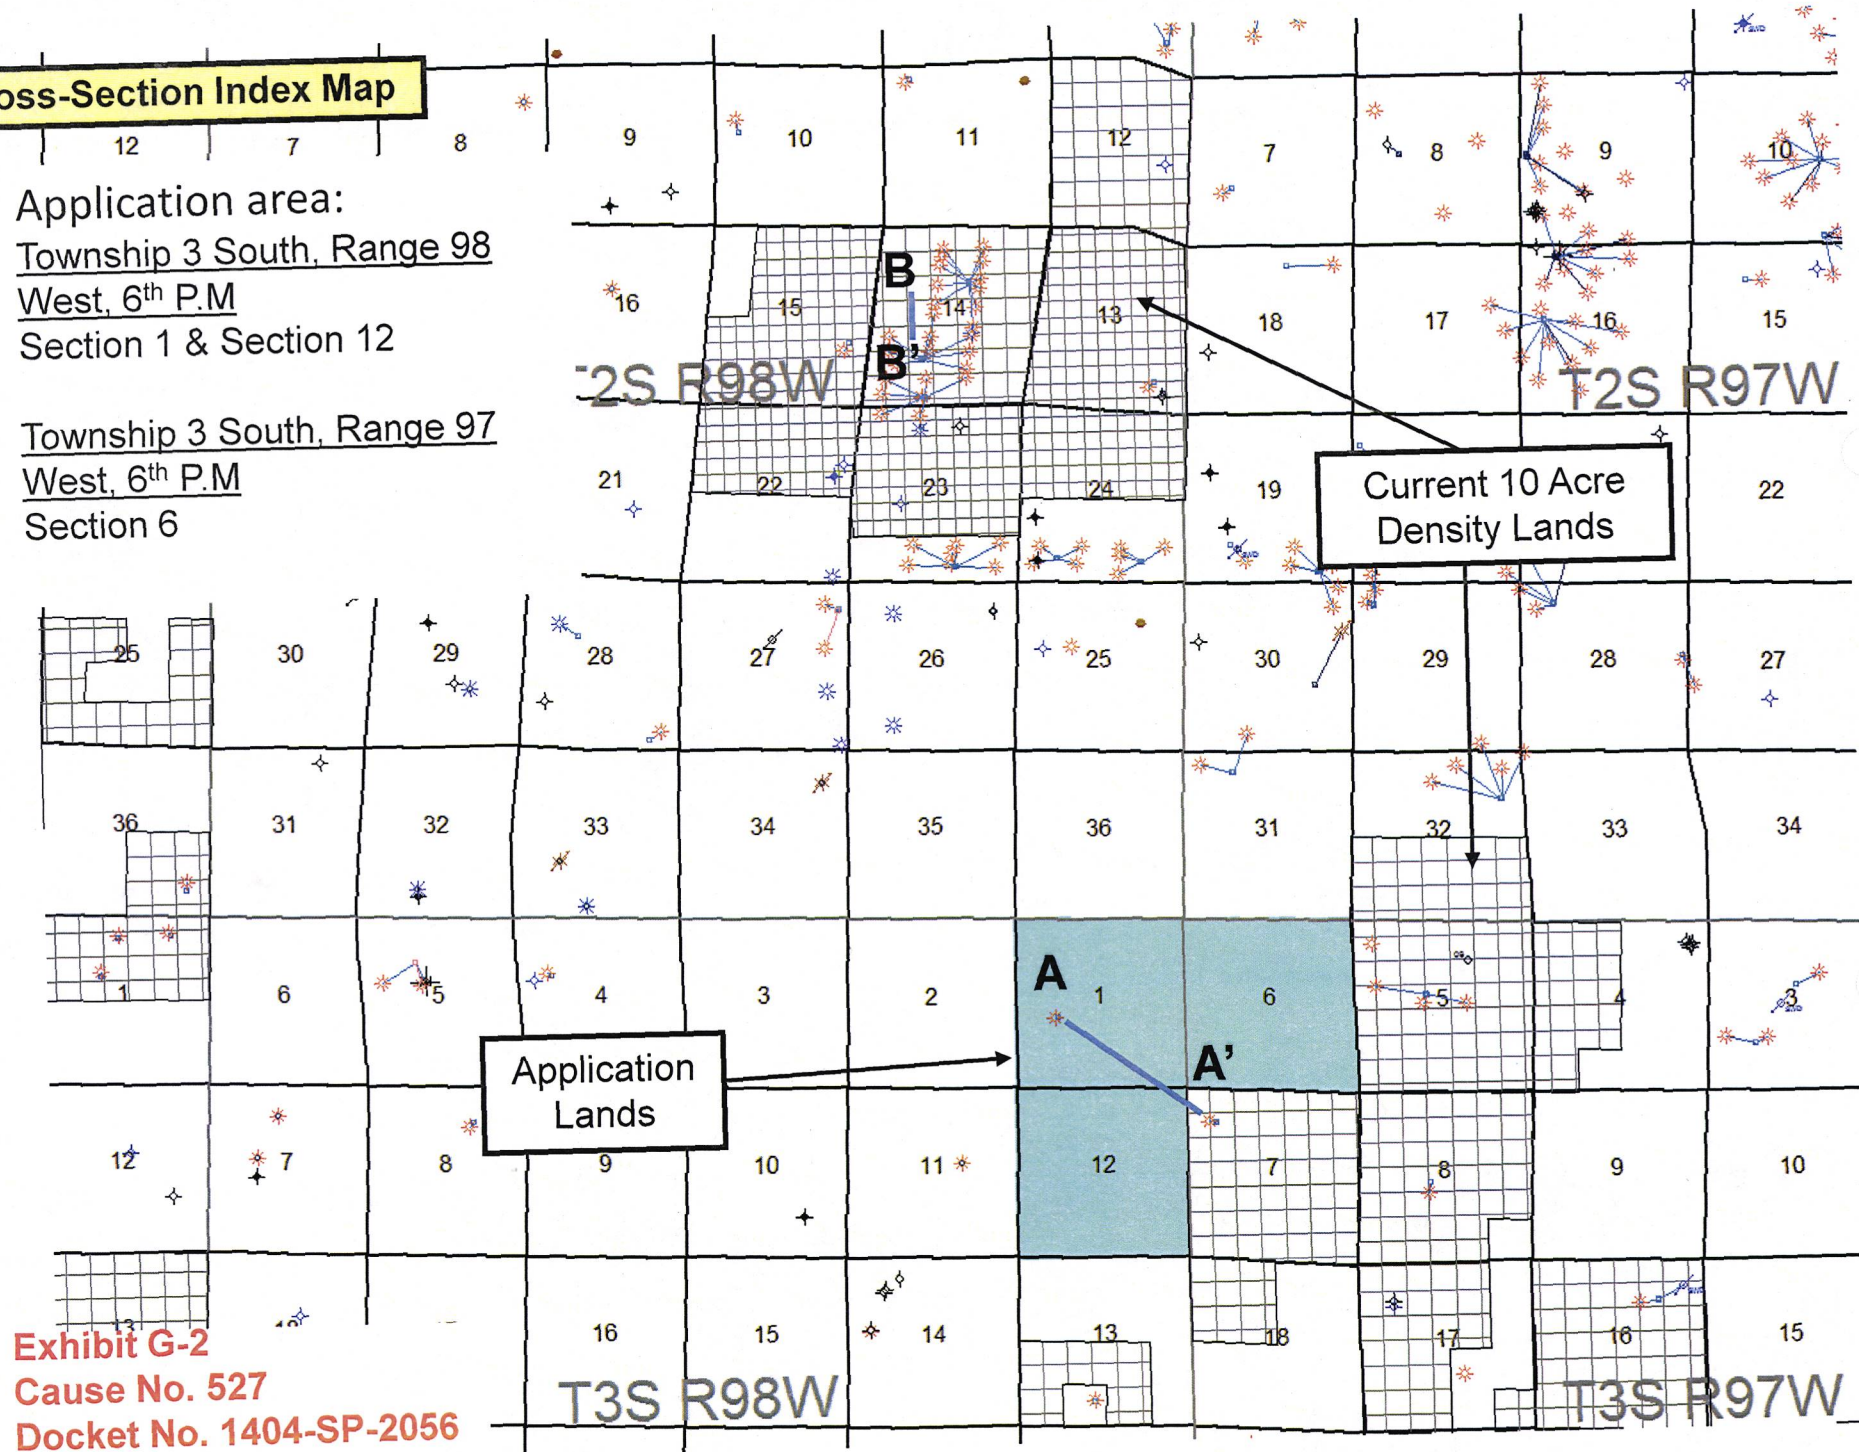 oss-Section Index Map
12 7 8 9 10 11 12 7 8 9 10
Application area:
Township 3 South, Range 98
West, 6th P.M
Section 1 & Section 12
Township 3 South, Range 97
West, 6th P.M
Section 6
16 15 14 13 18 17 16 15
B
B'
2S R98W
T2S R97W
21 22 23 24 19 22
Current 10 Acre
Density Lands
25 30 29 28 27 26 25 30 29 28 27
36 31 32 33 34 35 36 31 32 33 34
1 6 5 4 3 2 1 6 5 4 3
A
A'
Application
Lands
12 7 8 9 10 11 12 7 8 9 10
13 16 15 14 13 18 17 16 15
T3S R98W
T3S R97W
Exhibit G-2
Cause No. 527
Docket No. 1404-SP-2056